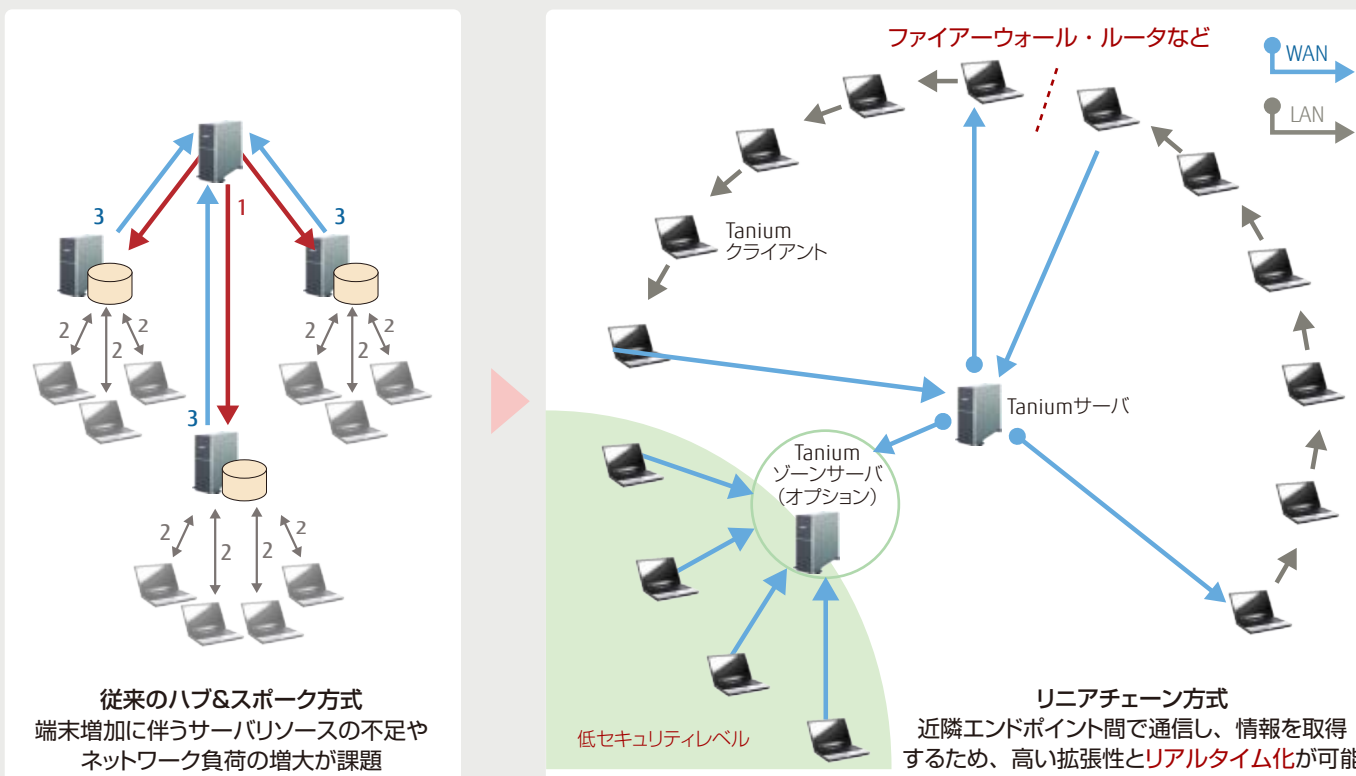 3
1
3
2
2
2
2
2
2
3
2
2
2
2
従来のハブ&スポーク方式
端末増加に伴うサーバリソースの不足や
ネットワーク負荷の増大が課題
ファイアーウォール・ルータなど
WAN
LAN
Tanium
クライアント
Taniumサーバ
Tanium
ゾーンサーバ
（オプション）
低セキュリティレベル
リニアチェーン方式
近隣エンドポイント間で通信し、情報を取得
するため、高い拡張性とリアルタイム化が可能